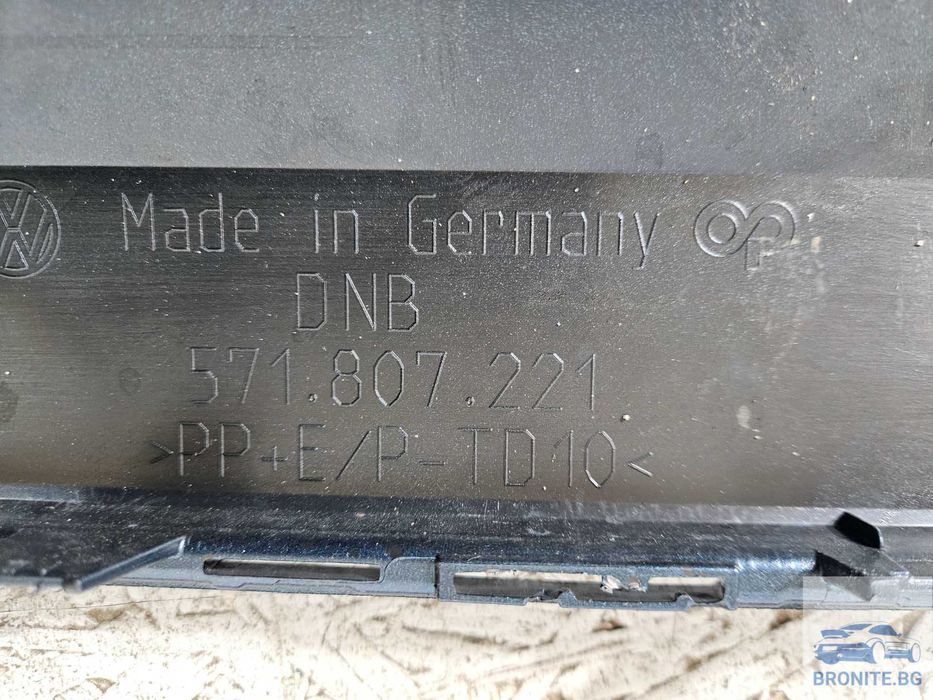 Made in Germany
DNB
571.807.221
>PP+E/P-TD10<
BRONITE.BG